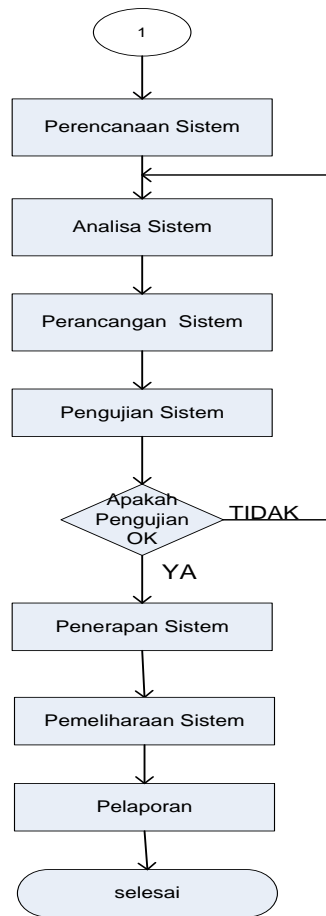 1
Perencanaan Sistem
Analisa Sistem
Perancangan Sistem
Pengujian Sistem
Apakah
Pengujian
OK
TIDAK
YA
Penerapan Sistem
Pemeliharaan Sistem
Pelaporan
selesai